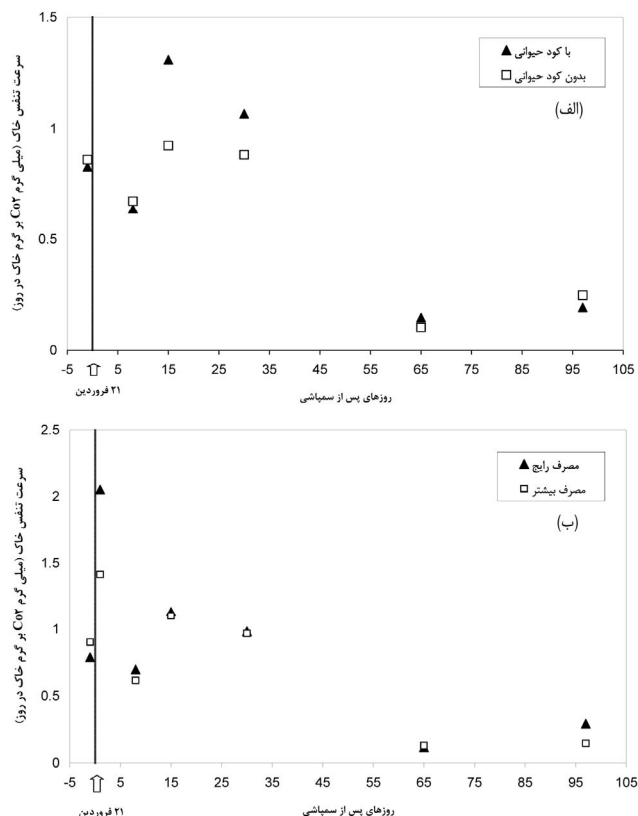 1.5
با کود حیوانی
بدون کود حیوانی
(الف)
1
0.5
0
سرعت تنفس خاک (میلی گرم Co۲ بر گرم خاک در روز)
-5 5 15 25 35 45 55 65 75 85 95 105
۲۱ فروردین
روزهای پس از سمپاشی
2.5
مصرف رایج
مصرف بیشتر
(ب)
2
1.5
1
0.5
0
سرعت تنفس خاک (میلی گرم Co۲ بر گرم خاک در روز)
-5 5 15 25 35 45 55 65 75 85 95 105
۲۱ فروردین
روزهای پس از سمپاشی